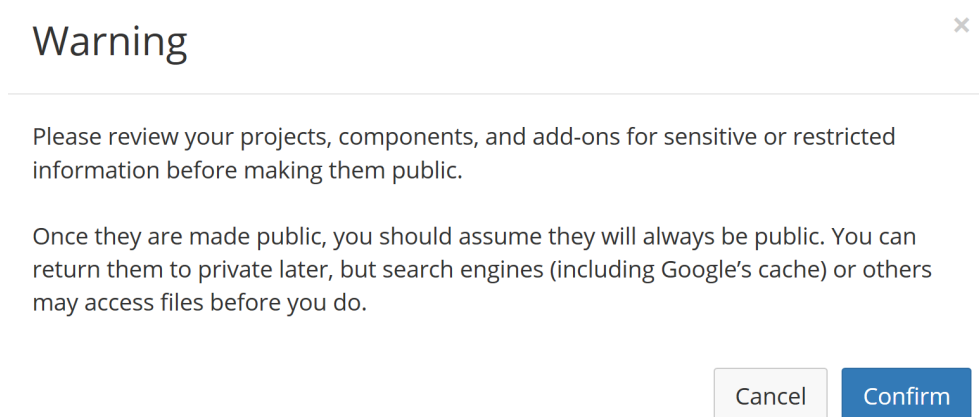 Warning
×
Please review your projects, components, and add-ons for sensitive or restricted
information before making them public.
Once they are made public, you should assume they will always be public. You can
return them to private later, but search engines (including Google’s cache) or others
may access files before you do.
Cancel Confirm